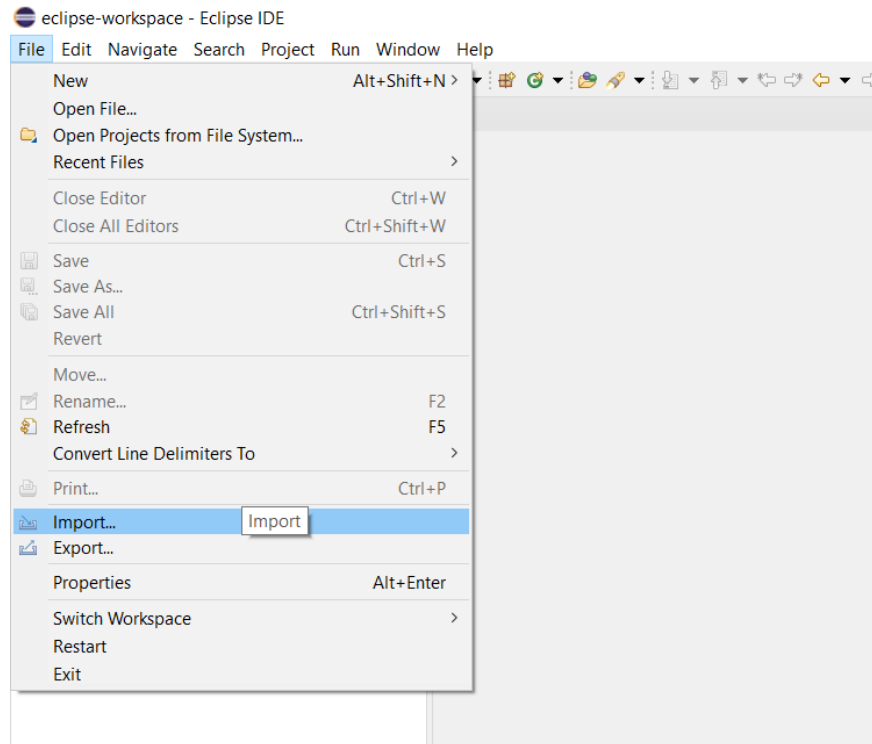 eclipse-workspace - Eclipse IDE
File Edit Navigate Search Project Run Window Help
New Alt+Shift+N
Open File...
Open Projects from File System...
Recent Files
Close Editor Ctrl+W
Close All Editors Ctrl+Shift+W
Save Ctrl+S
Save As...
Save All Ctrl+Shift+S
Revert
Move...
Rename... F2
Refresh F5
Convert Line Delimiters To
Print... Ctrl+P
Import... Import
Export...
Properties Alt+Enter
Switch Workspace
Restart
Exit